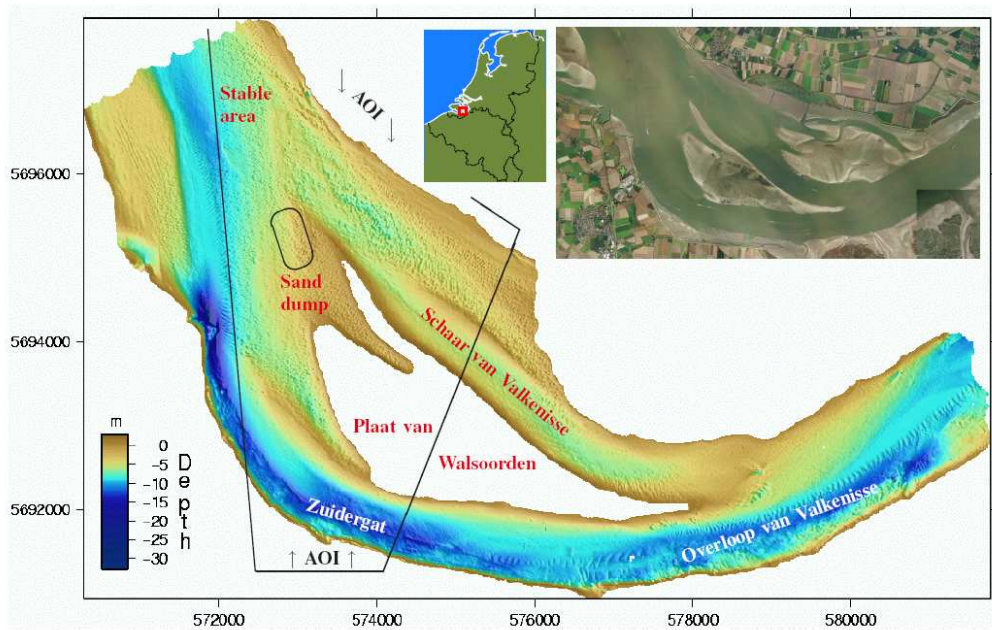 Stable
area
AOI
5696000
Sand
dump
5694000
Schaar van Valkenisse
m
0
-5
-10
-15
-20
-25
-30
Depth
Plaat van
Walsoorden
5692000
Zuidergat
Overloop van Valkenisse
AOI
572000
574000
576000
578000
580000